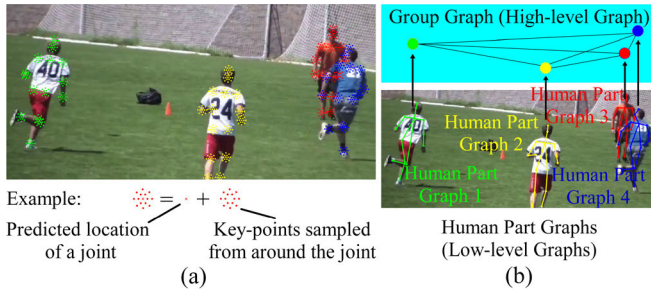 40
24
Example:
=
+
Predicted location
of a joint
Key-points sampled
from around the joint
(a)
Group Graph (High-level Graph)
Human Part
Graph 3
Human Part
Graph 2
40
24
Human Part
Graph 1
Human Part
Graph 4
Human Part Graphs
(Low-level Graphs)
(b)